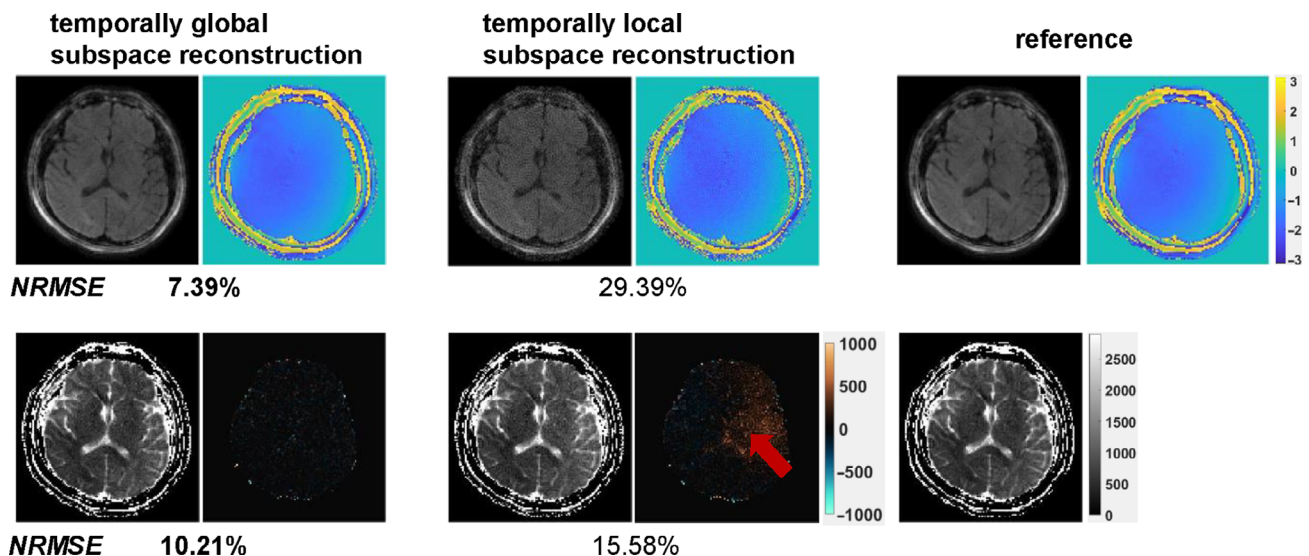 temporally global
subspace reconstruction
temporally local
subspace reconstruction
reference
3
2
1
0
−1
−2
−3
NRMSE 7.39%
29.39%
1000
500
0
−500
−1000
2500
2000
1500
1000
500
0
NRMSE 10.21%
15.58%